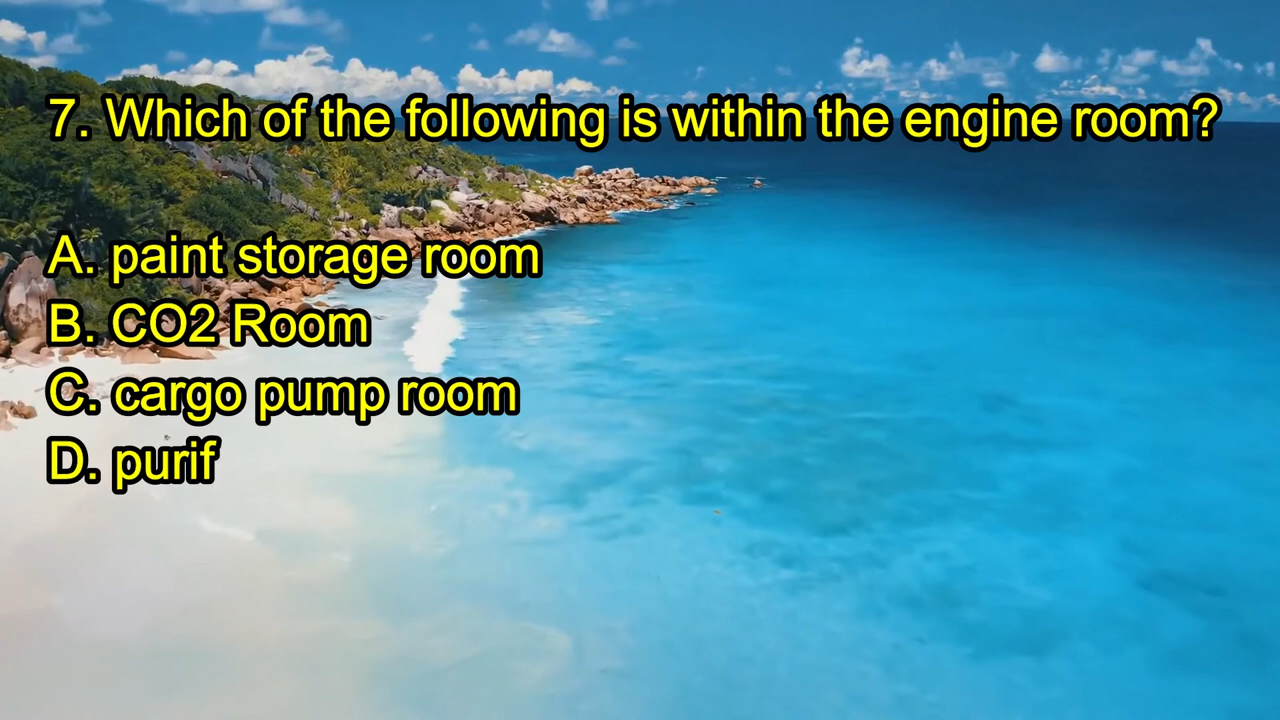 7. Which of the following is within the engine room?
A. paint storage room
B. CO2 Room
C. cargo pump room
D. purif